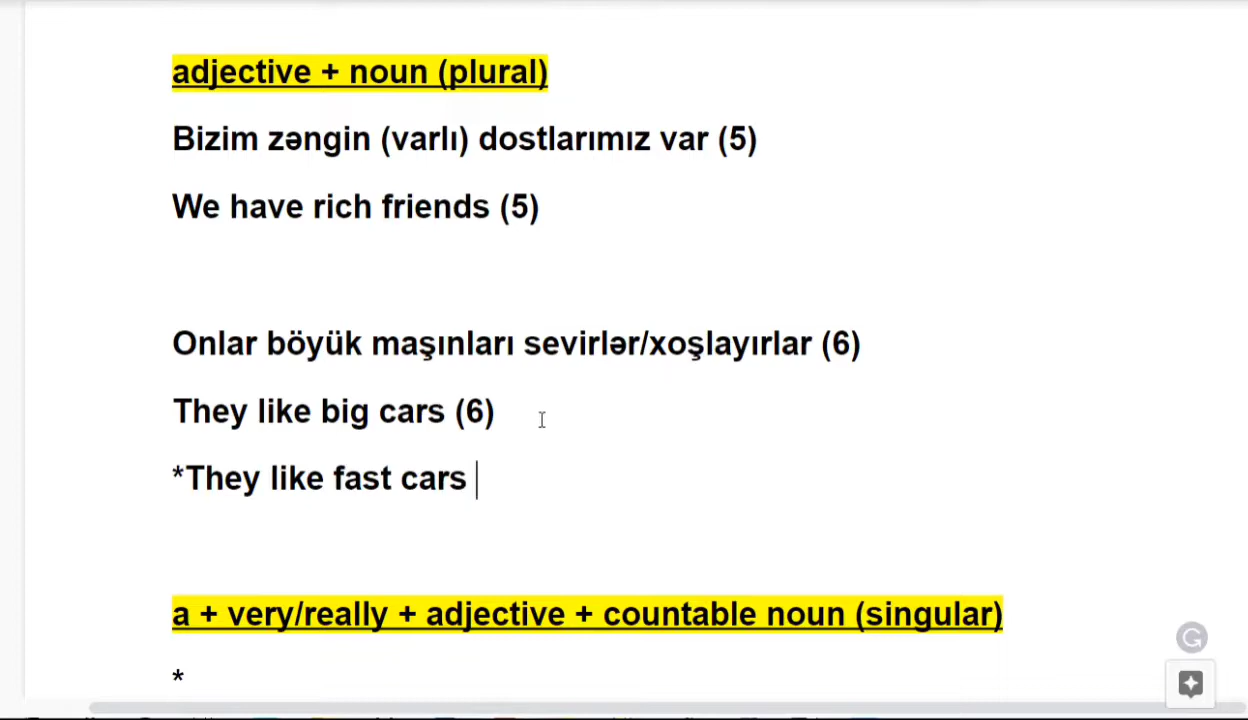 adjective + noun (plural)
Bizim zəngin (varlı) dostlarımız var (5)
We have rich friends (5)
Onlar böyük maşınları sevirlər/xoşlayırlar (6)
They like big cars (6)
*They like fast cars
a + very/really + adjective + countable noun (singular)
*